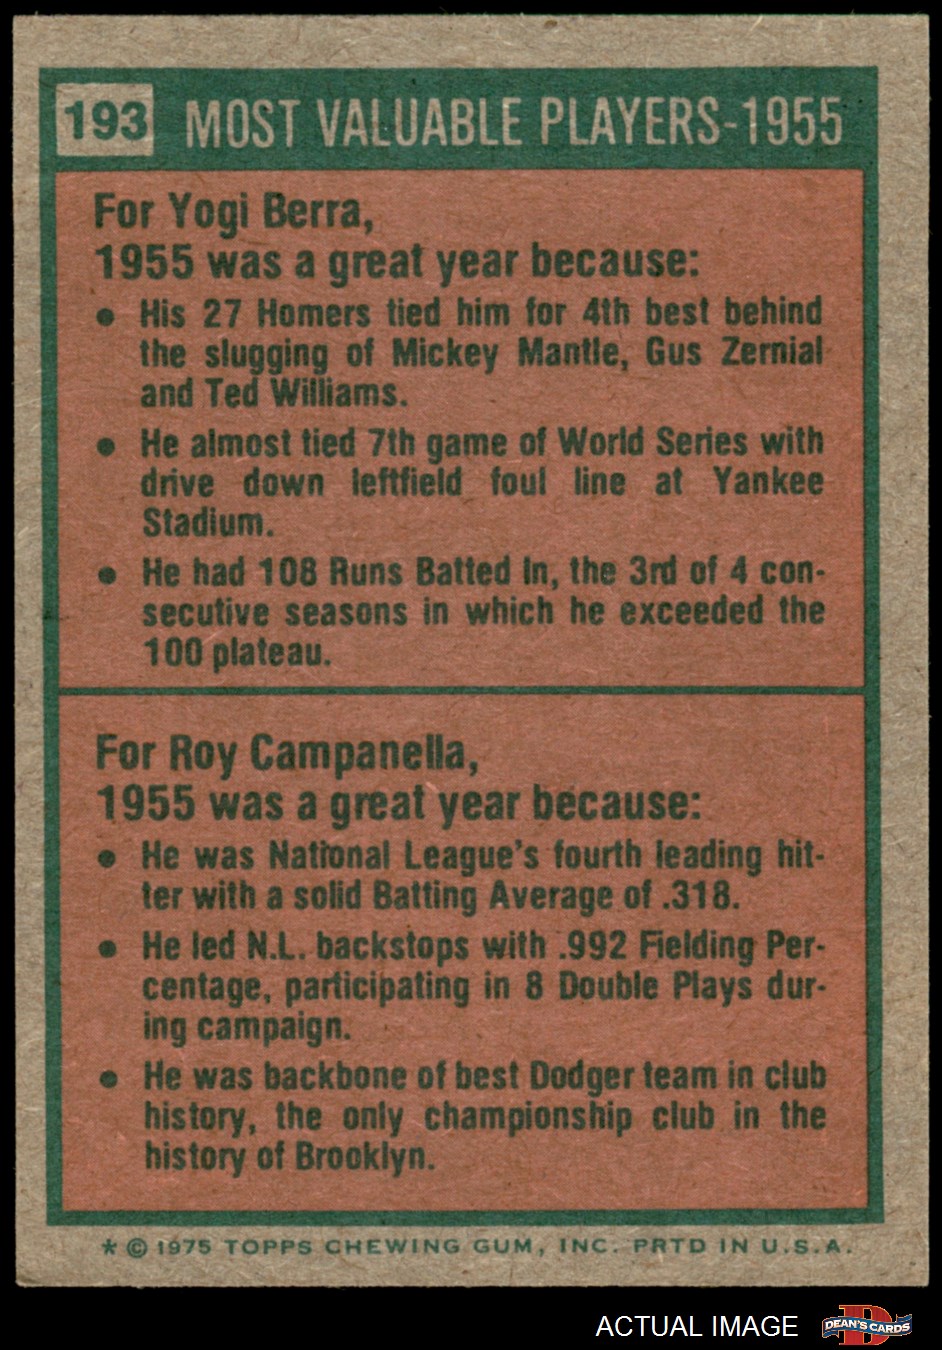 193 MOST VALUABLE PLAYERS-1955
For Yogi Berra,
1955 was a great year because:
• His 27 Homers tied him for 4th best behind
the slugging of Mickey Mantle, Gus Zernial
and Ted Williams.
• He almost tied 7th game of World Series with
drive down leftfield foul line at Yankee
Stadium.
• He had 108 Runs Batted In, the 3rd of 4 con-
secutive seasons in which he exceeded the
100 plateau.
For Roy Campanella,
1955 was a great year because:
• He was National League's fourth leading hit-
ter with a solid Batting Average of .318.
• He led N.L. backstops with .992 Fielding Per-
centage, participating in 8 Double Plays dur-
ing campaign.
• He was backbone of best Dodger team in club
history, the only championship club in the
history of Brooklyn.
* © 1975 TOPPS CHEWING GUM, INC. PRTD IN U.S.A.
ACTUAL IMAGE D DEAN'S CARDS